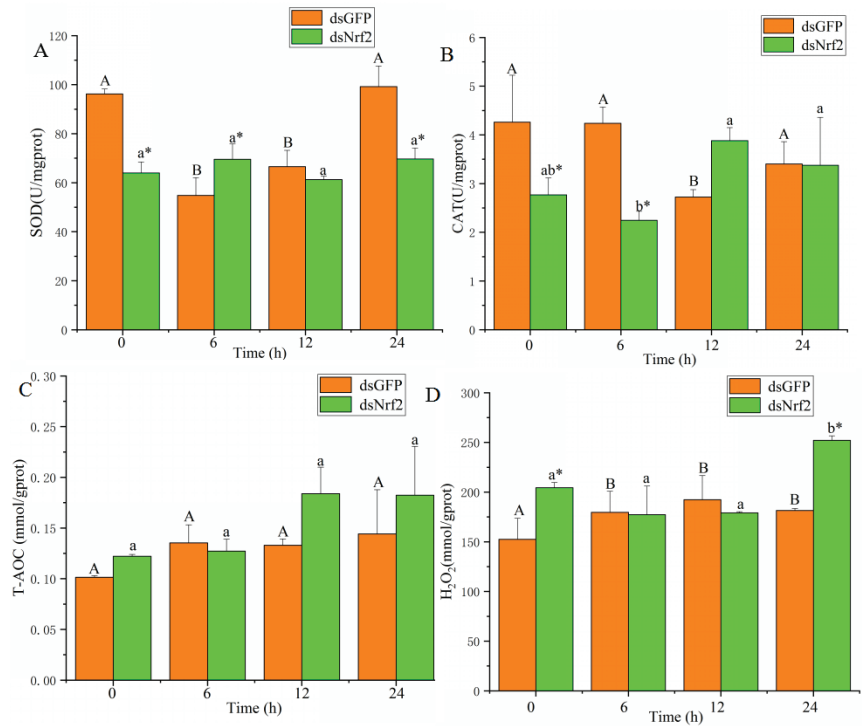 A
dsGFP
dsNrf2
SOD(U/mgprot)
120
100
80
60
40
20
0
A
a*
B
a*
B
a
A
a*
0
6
12
24
Time (h)
B
dsGFP
dsNrf2
CAT(U/mgprot)
6
5
4
3
2
1
0
A
ab*
A
b*
B
a
A
a
0
6
12
24
Time (h)
C
dsGFP
dsNrf2
T-AOC (mmol/gprot)
0.30
0.25
0.20
0.15
0.10
0.05
0.00
A
a
A
a
A
a
A
a
0
6
12
24
Time (h)
D
dsGFP
dsNrf2
H₂O₂(mmol/gprot)
300
250
200
150
100
50
0
A
a*
B
a
B
a
B
b*
0
6
12
24
Time (h)